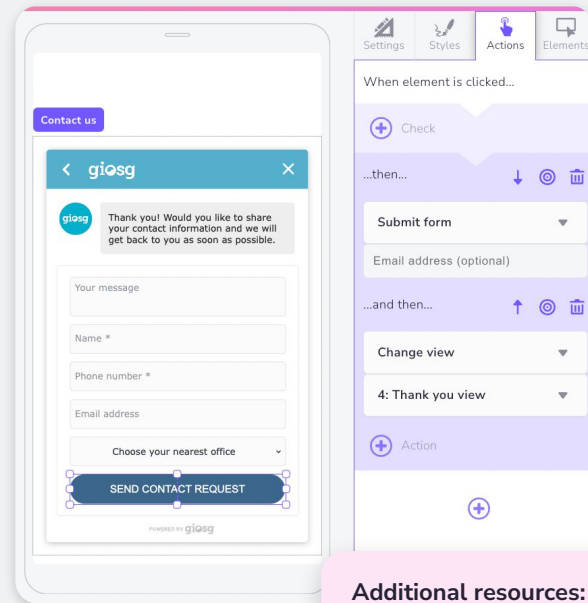 Settings
Styles
Actions
Elements
When element is clicked...
Check
...then...
Submit form
Email address (optional)
...and then...
Change view
4: Thank you view
Action
Contact us
giosg
giosg
Thank you! Would you like to share
your contact information and we will
get back to you as soon as possible.
Your message
Name *
Phone number *
Email address
Choose your nearest office
SEND CONTACT REQUEST
POWERED BY giosg
Additional resources: